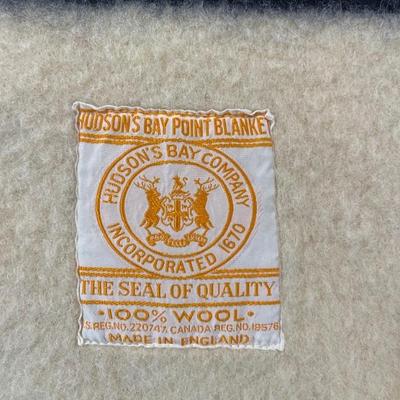 HUDSON'S BAY POINT BLANKE
HUDSON'S BAY COMPANY
INCORPORATED 1670
THE SEAL OF QUALITY
•100% WOOL•
S.REG.NO. 220747. CANADA REG. NO. 19576
MADE IN ENGLAND